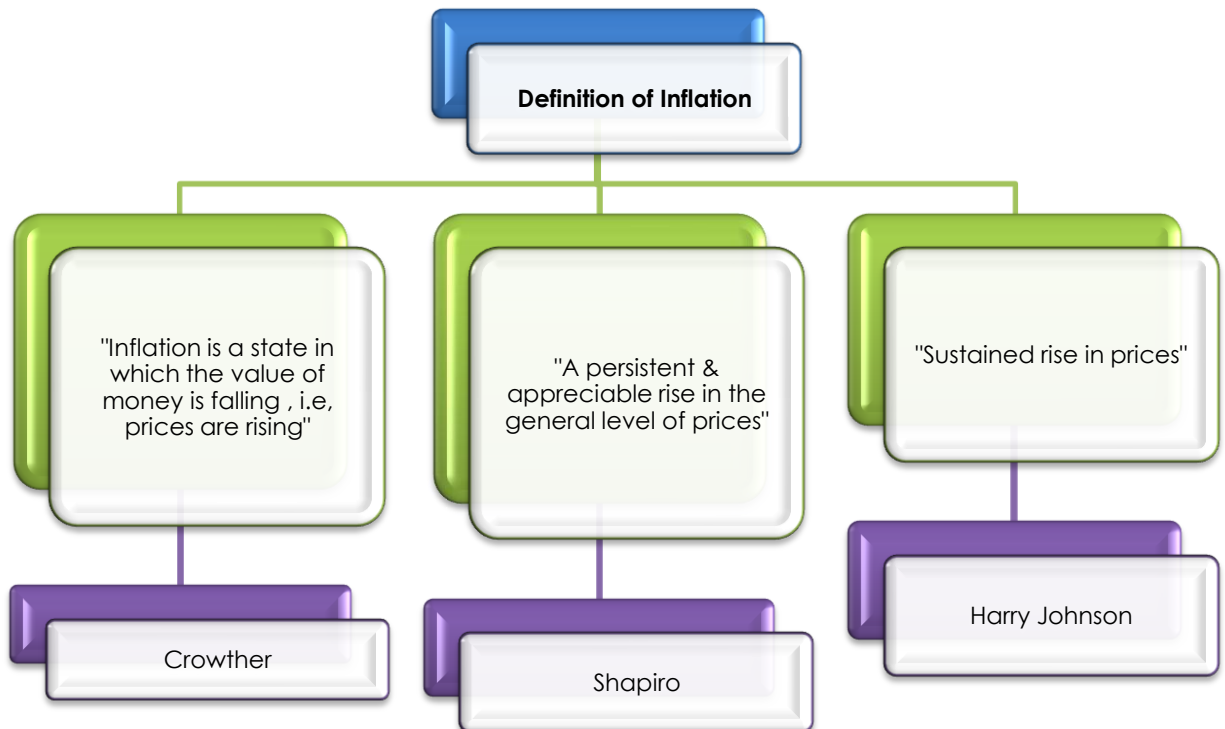 Definition of Inflation
"Inflation is a state in
which the value of
money is falling , i.e,
prices are rising"
"A persistent &
appreciable rise in the
general level of prices"
"Sustained rise in prices"
Crowther
Shapiro
Harry Johnson